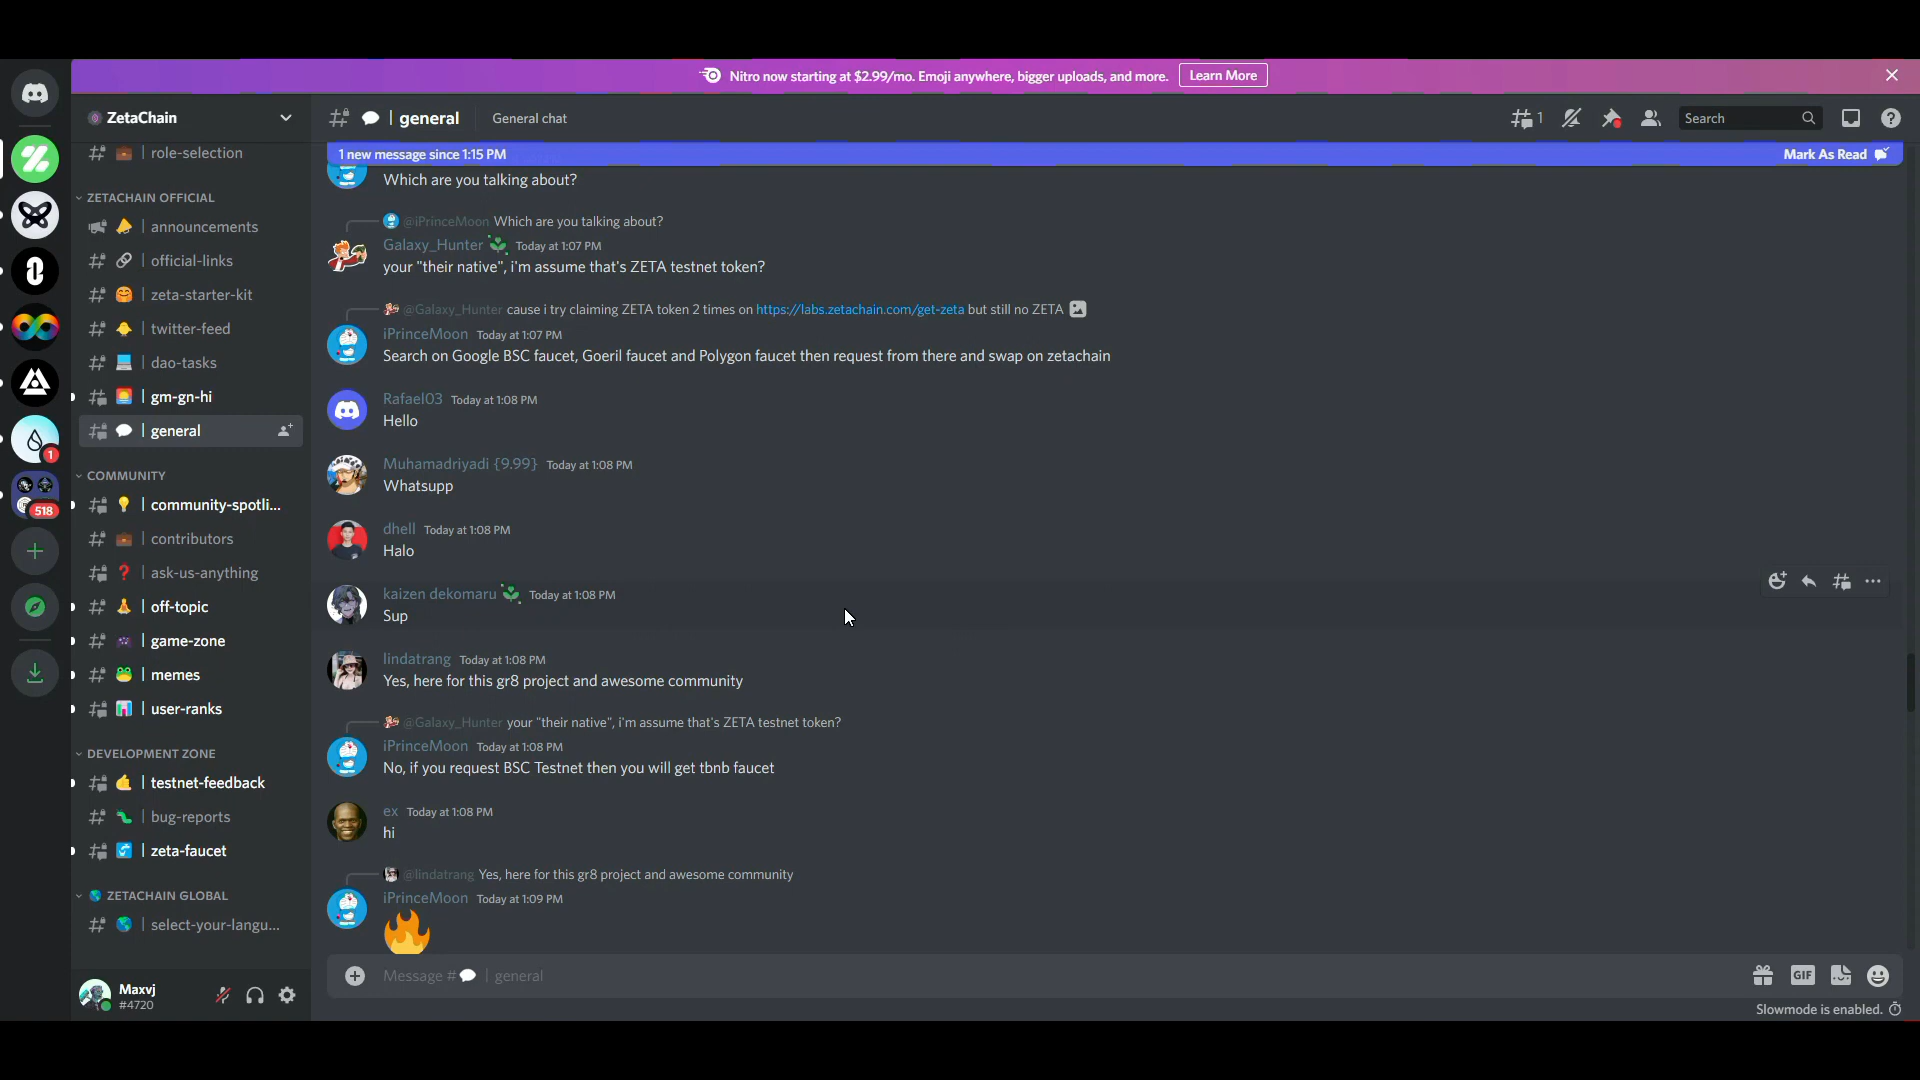 Nitro now starting at $2.99/mo. Emoji anywhere, bigger uploads, and more. Learn More
ZetaChain
role-selection
ZETACHAIN OFFICIAL
announcements
official-links
zeta-starter-kit
twitter-feed
dao-tasks
gm-gn-hi
general
COMMUNITY
community-spotli...
contributors
ask-us-anything
off-topic
game-zone
memes
user-ranks
DEVELOPMENT ZONE
testnet-feedback
bug-reports
zeta-faucet
ZETACHAIN GLOBAL
select-your-langu...
1
518
Maxvj
#4720
| general General chat
1
Search
1 new message since 1:15 PM Mark As Read
Which are you talking about?
@iPrinceMoon Which are you talking about?
Galaxy_Hunter Today at 1:07 PM
your "their native", i'm assume that's ZETA testnet token?
@Galaxy_Hunter cause i try claiming ZETA token 2 times on https://labs.zetachain.com/get-zeta but still no ZETA
iPrinceMoon Today at 1:07 PM
Search on Google BSC faucet, Goeril faucet and Polygon faucet then request from there and swap on zetachain
Rafael03 Today at 1:08 PM
Hello
Muhamadriyadi {9.99} Today at 1:08 PM
Whatsupp
dhell Today at 1:08 PM
Halo
kaizen dekomaru Today at 1:08 PM
Sup
lindatrang Today at 1:08 PM
Yes, here for this gr8 project and awesome community
@Galaxy_Hunter your "their native", i'm assume that's ZETA testnet token?
iPrinceMoon Today at 1:08 PM
No, if you request BSC Testnet then you will get tbnb faucet
ex Today at 1:08 PM
hi
@lindatrang Yes, here for this gr8 project and awesome community
iPrinceMoon Today at 1:09 PM
Message # | general
GIF
Slowmode is enabled.